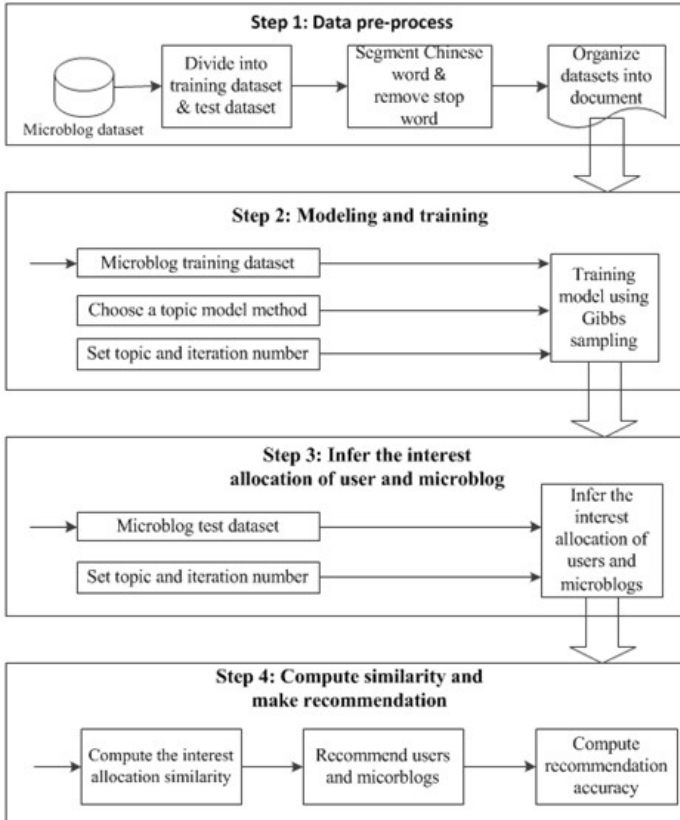 Step 1: Data pre-process
Microblog dataset
Divide into
training dataset
& test dataset
Segment Chinese
word &
remove stop
word
Organize
datasets into
document
Step 2: Modeling and training
Microblog training dataset
Choose a topic model method
Set topic and iteration number
Training
model using
Gibbs
sampling
Step 3: Infer the interest
allocation of user and microblog
Microblog test dataset
Set topic and iteration number
Infer the
interest
allocation of
users and
microblogs
Step 4: Compute similarity and
make recommendation
Compute the interest
allocation similarity
Recommend users
and micorblogs
Compute
recommendation
accuracy